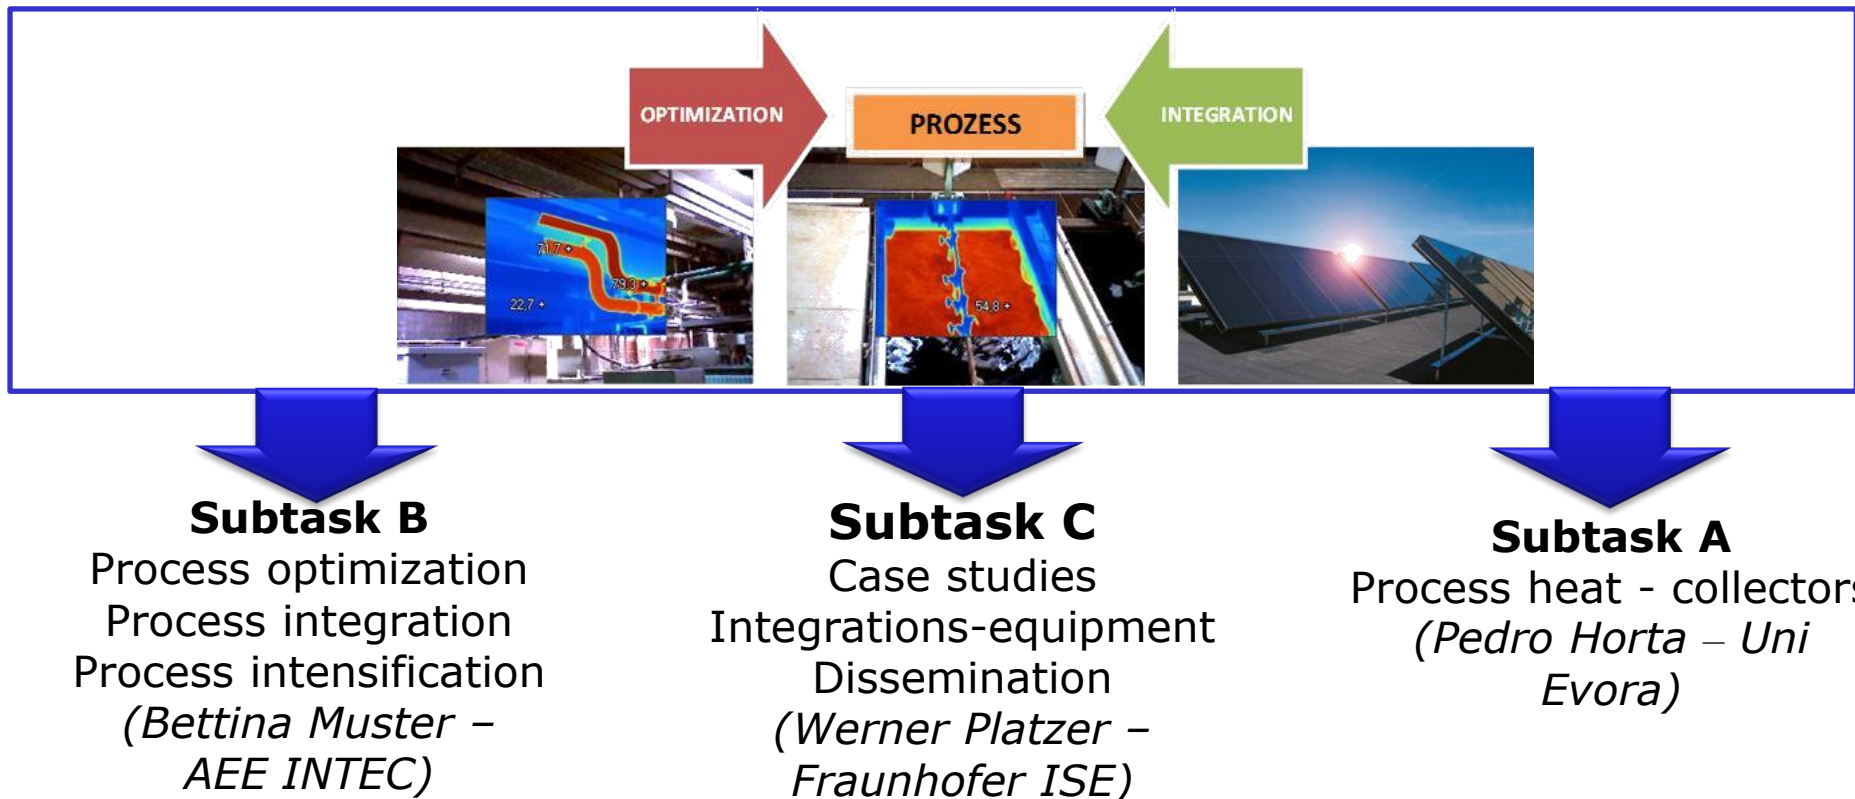 OPTIMIZATION
PROZESS
INTEGRATION
71,7 +
79,3 +
22,7 +
54,8 +
Subtask B
Process optimization
Process integration
Process intensification
(Bettina Muster –
AEE INTEC)
Subtask C
Case studies
Integrations-equipment
Dissemination
(Werner Platzer –
Fraunhofer ISE)
Subtask A
Process heat - collectors
(Pedro Horta – Uni
Evora)